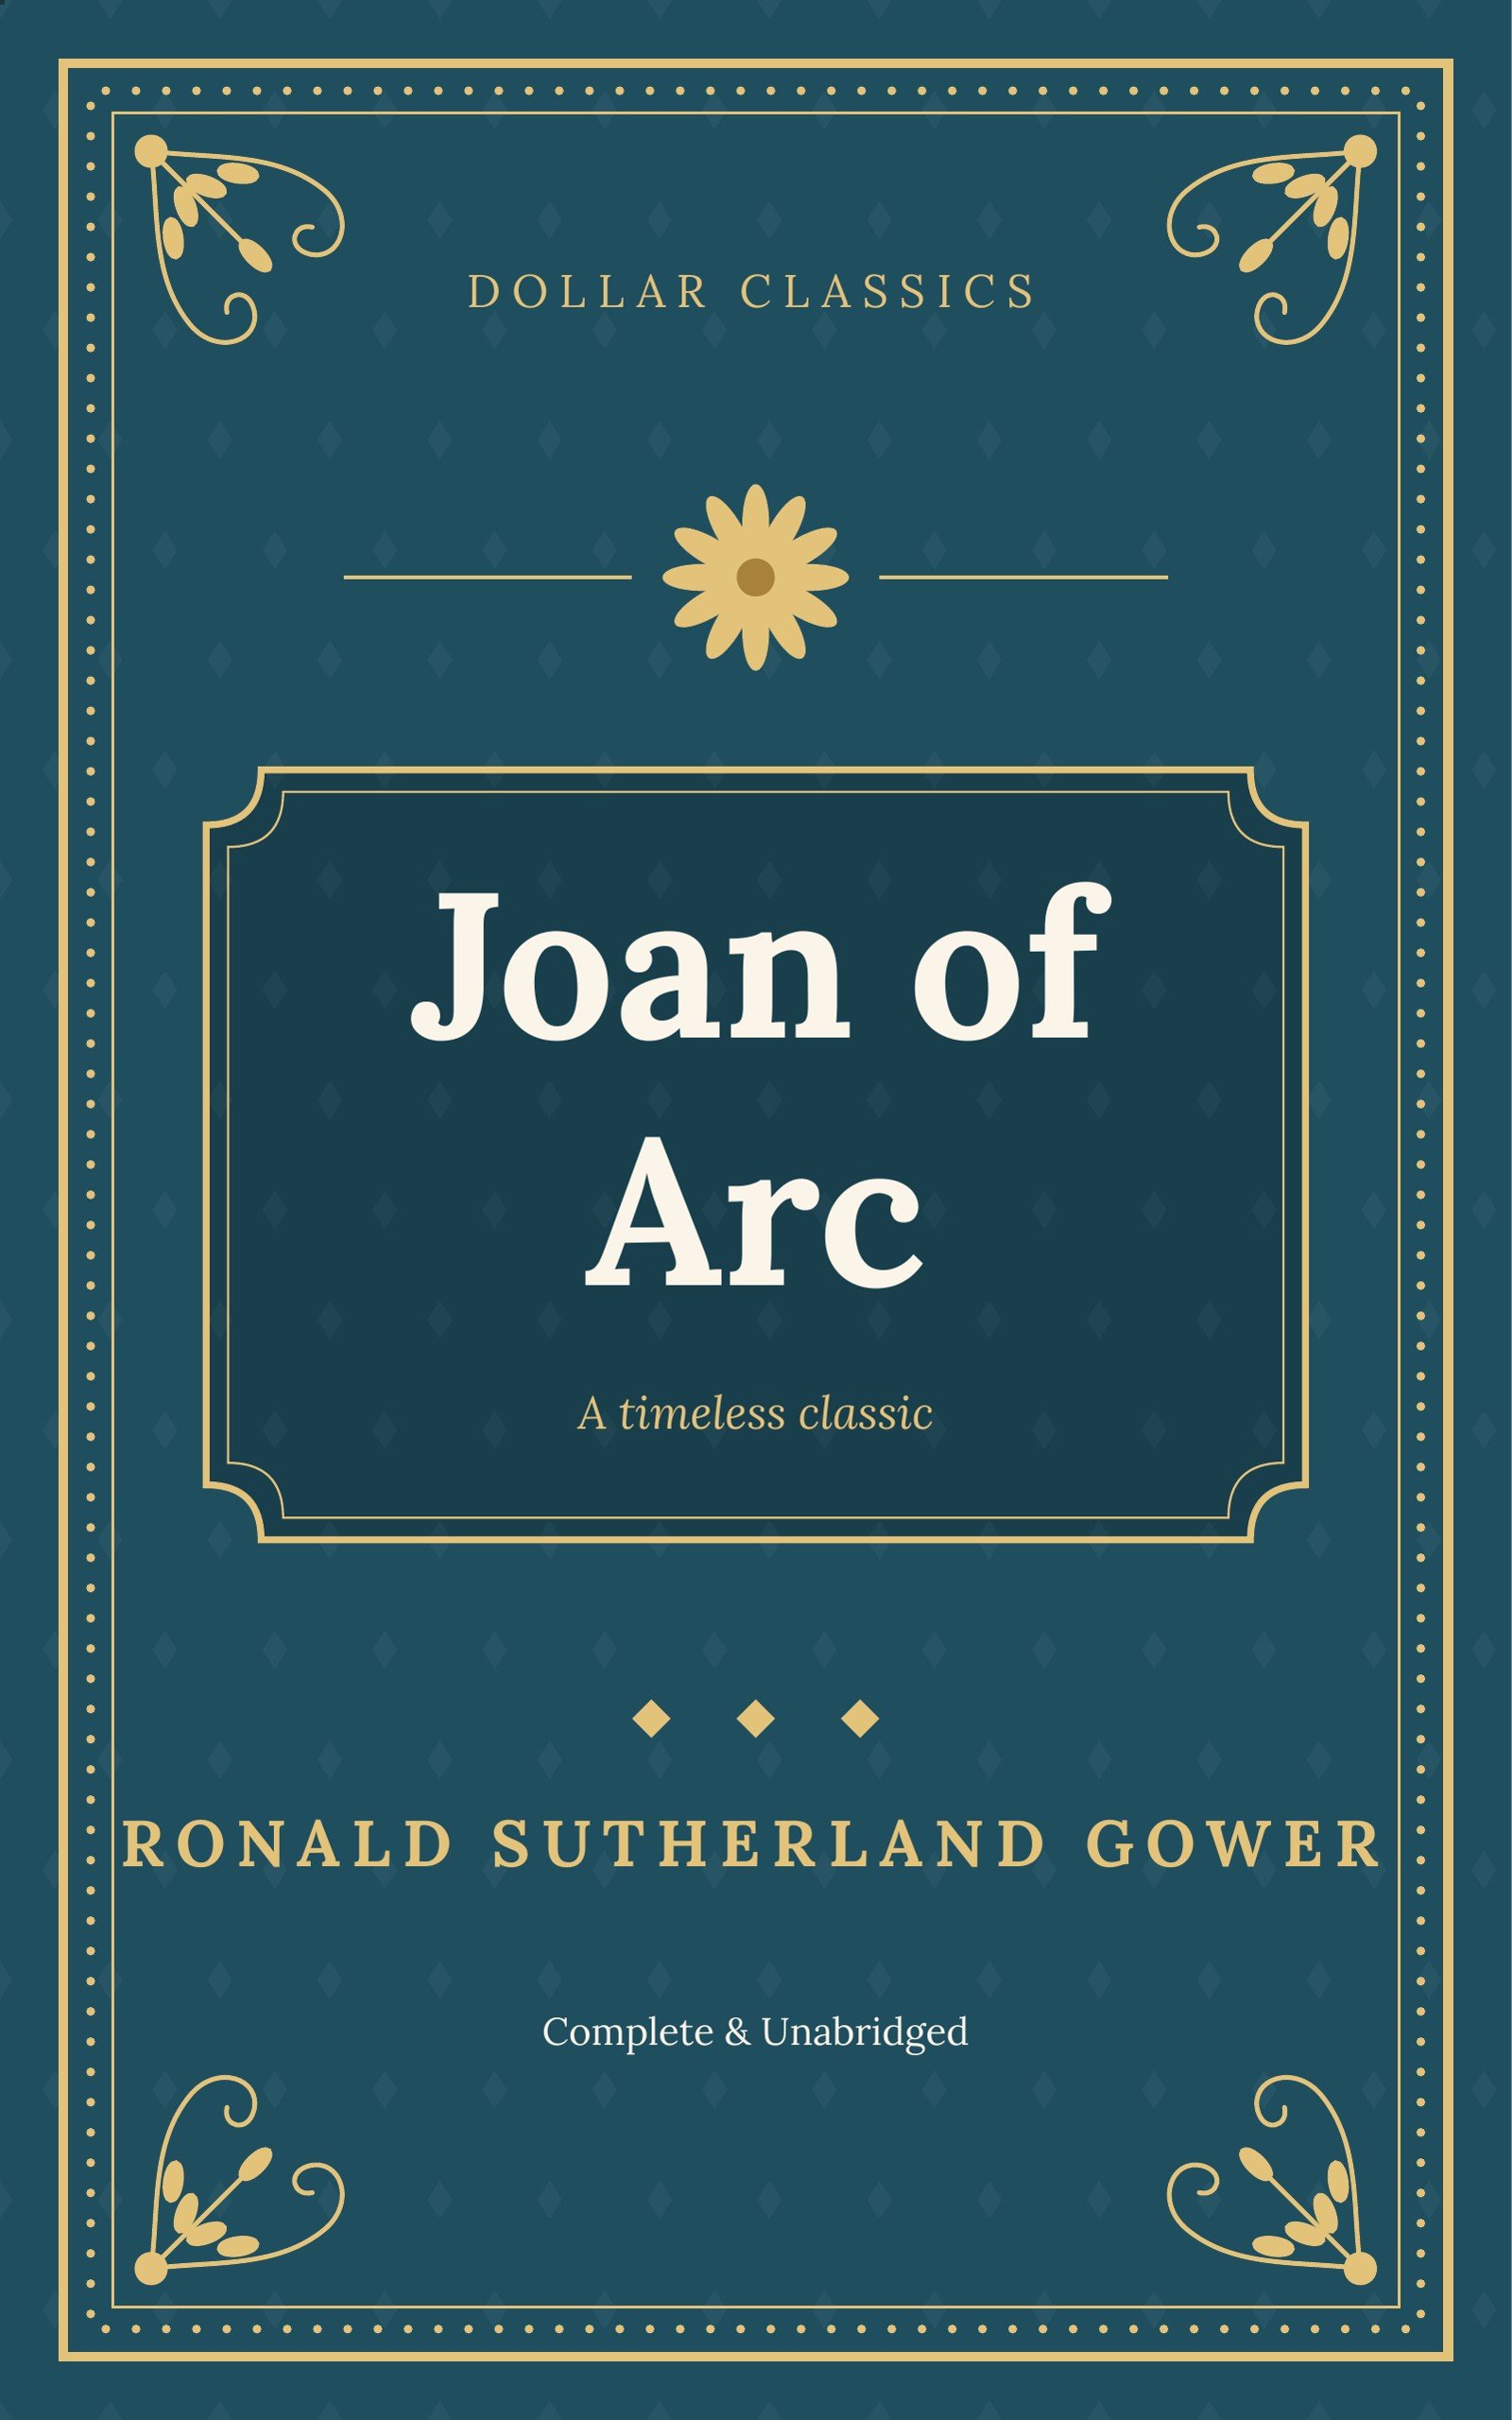 DOLLAR CLASSICS
Joan of
Arc
A timeless classic
RONALD SUTHERLAND GOWER
Complete & Unabridged